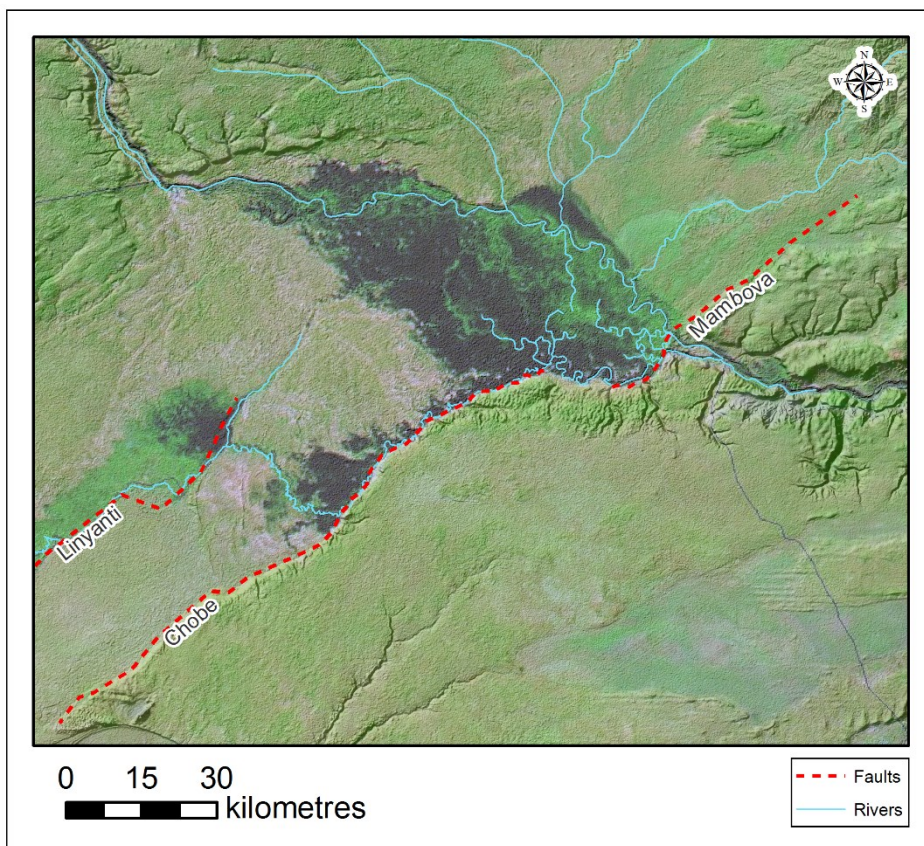 N
W E
S
Mambova
Linyanti
Chobe
0 15 30
kilometres
Faults
Rivers